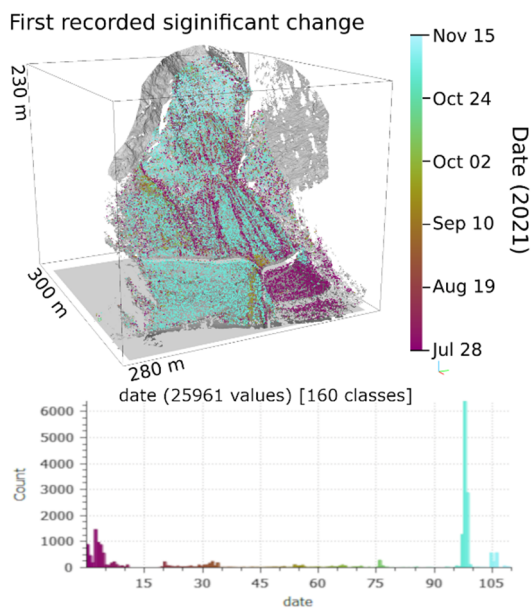 First recorded siginificant change
230 m
300 m
280 m
Nov 15
Oct 24
Oct 02
Sep 10
Aug 19
Jul 28
Date (2021)
date (25961 values) [160 classes]
6000
5000
4000
3000
2000
1000
0
Count
15 30 45 60 75 90 105
date